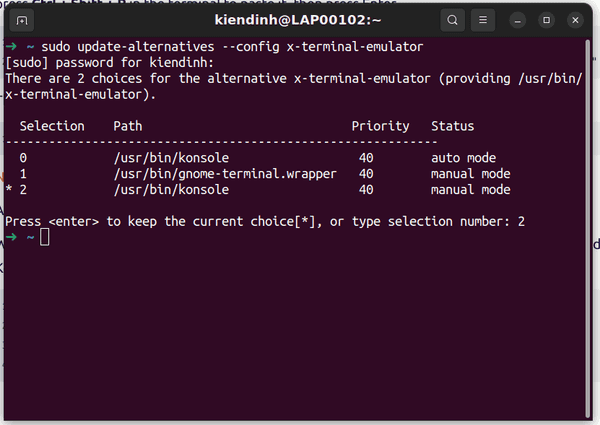 kiendinh@LAP00102:~
➜ ~ sudo update-alternatives --config x-terminal-emulator
[sudo] password for kiendinh:
There are 2 choices for the alternative x-terminal-emulator (providing /usr/bin/
x-terminal-emulator).
Selection Path Priority Status
------------------------------------------------------------
0 /usr/bin/konsole 40 auto mode
1 /usr/bin/gnome-terminal.wrapper 40 manual mode
* 2 /usr/bin/konsole 40 manual mode
Press <enter> to keep the current choice[*], or type selection number: 2
➜ ~